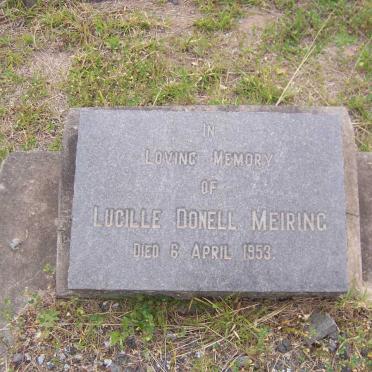 IN
LOVING MEMORY
OF
LUCILLE DONELL MEIRING
DIED 6 APRIL 1953.